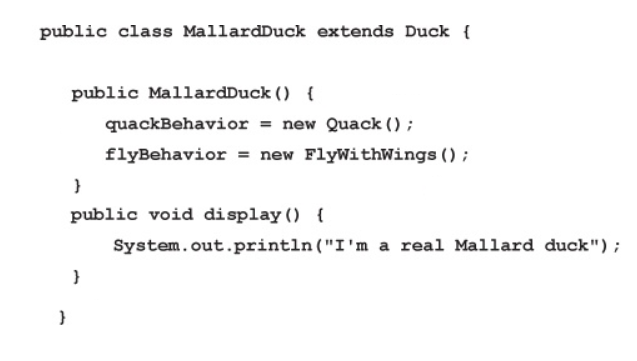 public class MallardDuck extends Duck {
public MallardDuck() {
quackBehavior = new Quack();
flyBehavior = new FlyWithWings();
}
public void display() {
System.out.println("I'm a real Mallard duck");
}
}